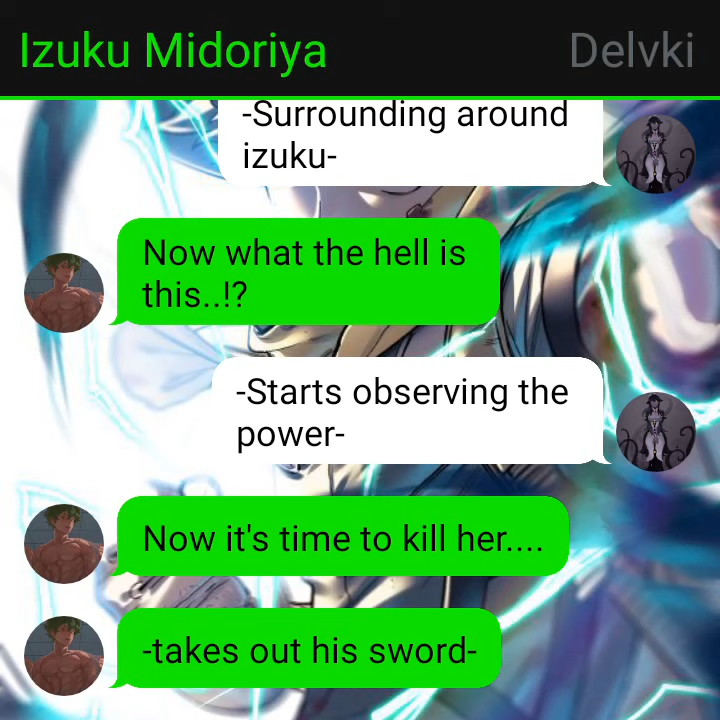 Izuku Midoriya
Delvki
-Surrounding around
izuku-
Now what the hell is
this..!?
-Starts observing the
power-
Now it's time to kill her....
-takes out his sword-